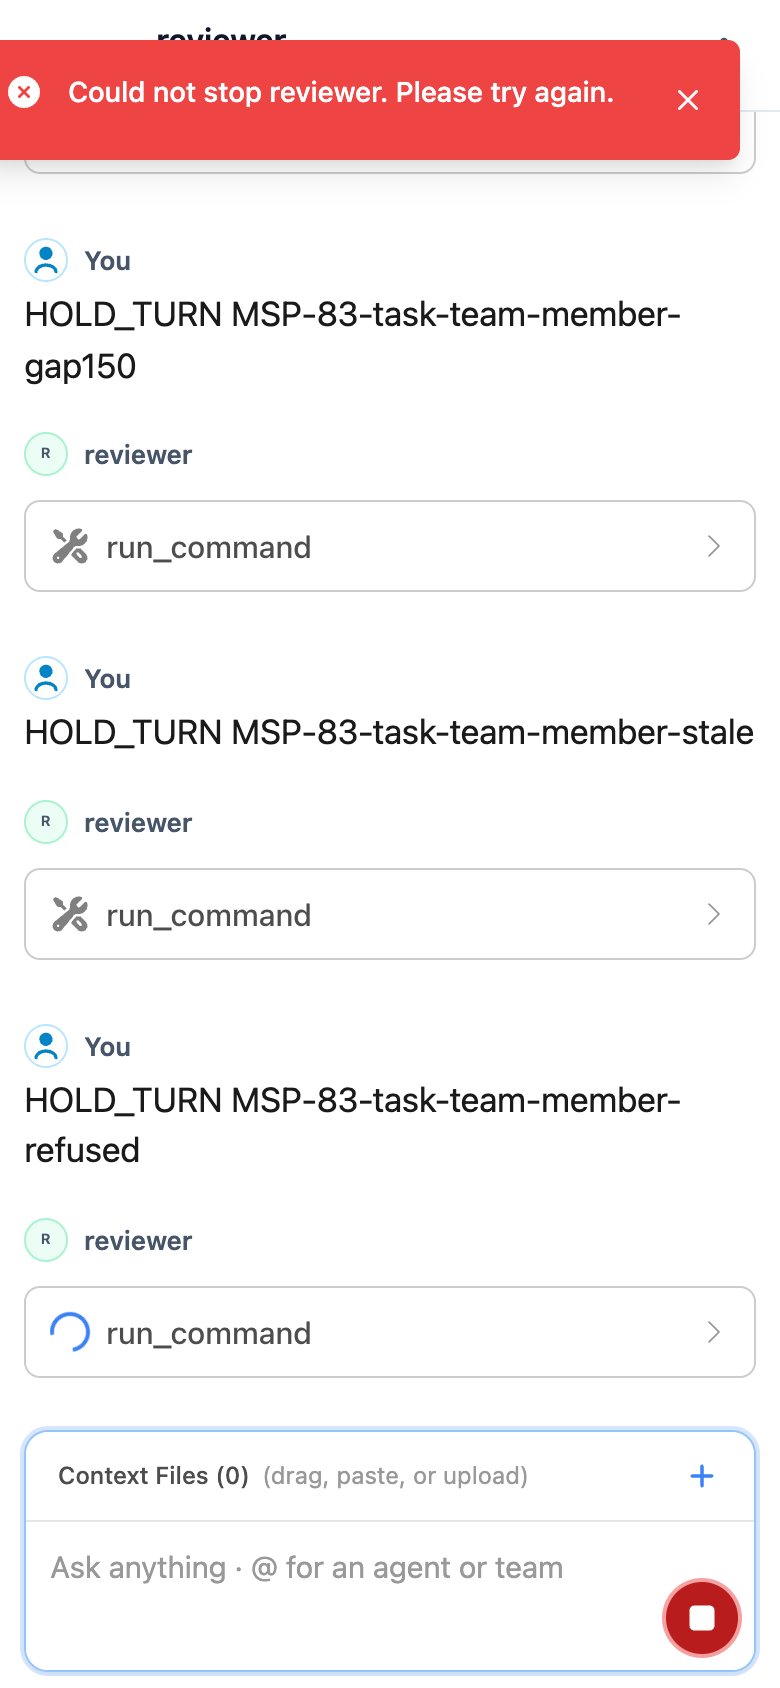 reviewer
Could not stop reviewer. Please try again.
You
HOLD_TURN MSP-83-task-team-member-
gap150
R
reviewer
run_command
You
HOLD_TURN MSP-83-task-team-member-stale
R
reviewer
run_command
You
HOLD_TURN MSP-83-task-team-member-
refused
R
reviewer
run_command
Context Files (0) (drag, paste, or upload)
Ask anything · @ for an agent or team